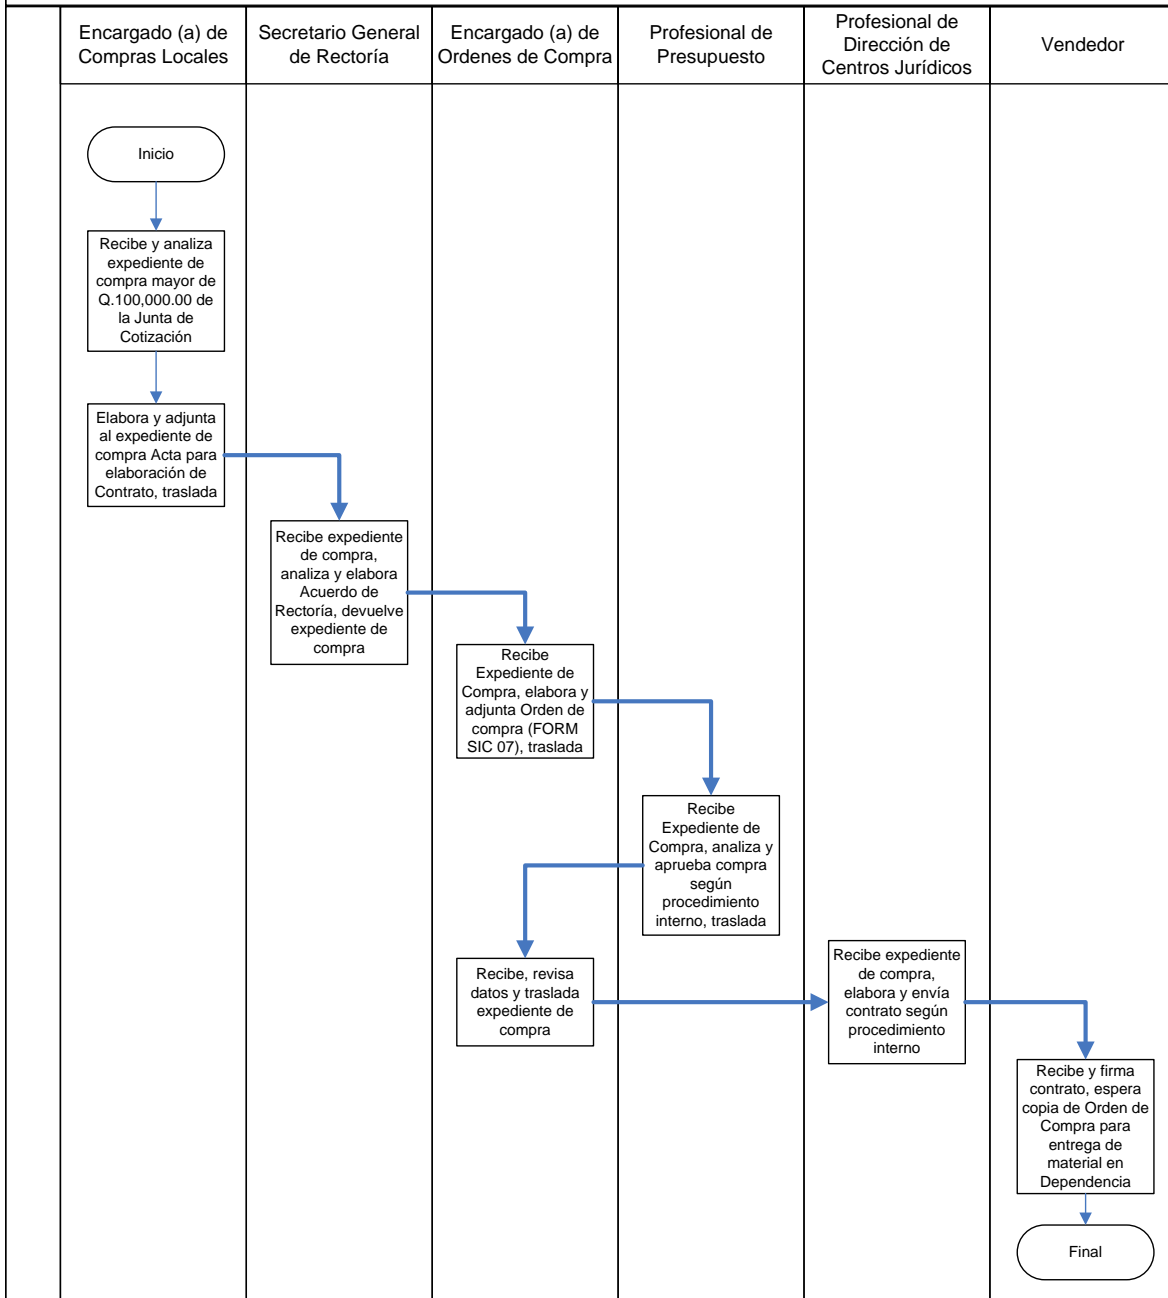 Encargado (a) de
Compras Locales
Secretario General
de Rectoría
Encargado (a) de
Ordenes de Compra
Profesional de
Presupuesto
Profesional de
Dirección de
Centros Jurídicos
Vendedor
Inicio
Recibe y analiza
expediente de
compra mayor de
Q.100,000.00 de
la Junta de
Cotización
Elabora y adjunta
al expediente de
compra Acta para
elaboración de
Contrato, traslada
Recibe expediente
de compra,
analiza y elabora
Acuerdo de
Rectoría, devuelve
expediente de
compra
Recibe
Expediente de
Compra, elabora y
adjunta Orden de
compra (FORM
SIC 07), traslada
Recibe
Expediente de
Compra, analiza y
aprueba compra
según
procedimiento
interno, traslada
Recibe, revisa
datos y traslada
expediente de
compra
Recibe expediente
de compra,
elabora y envía
contrato según
procedimiento
interno
Recibe y firma
contrato, espera
copia de Orden de
Compra para
entrega de
material en
Dependencia
Final